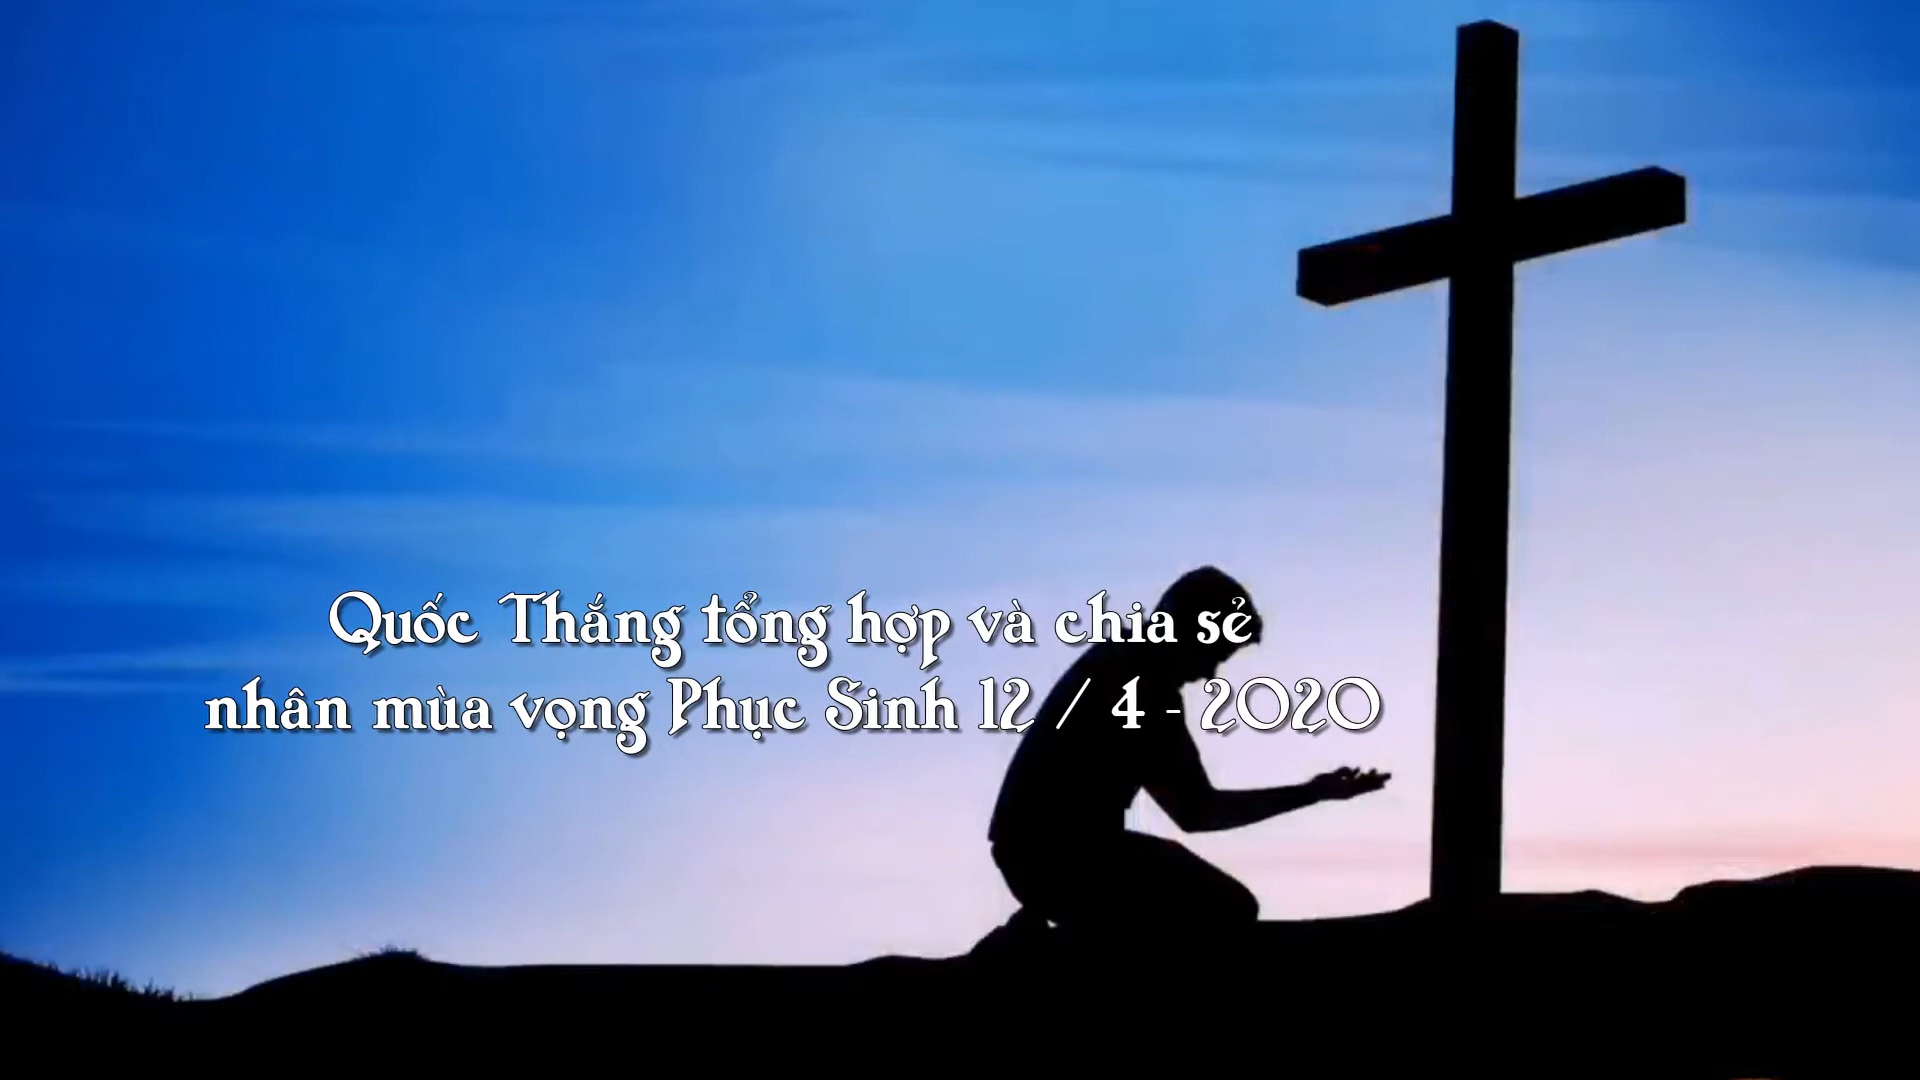 Quốc Thắng tổng hợp và chia sẻ
nhân mùa vọng Phục Sinh 12 / 4 - 2020